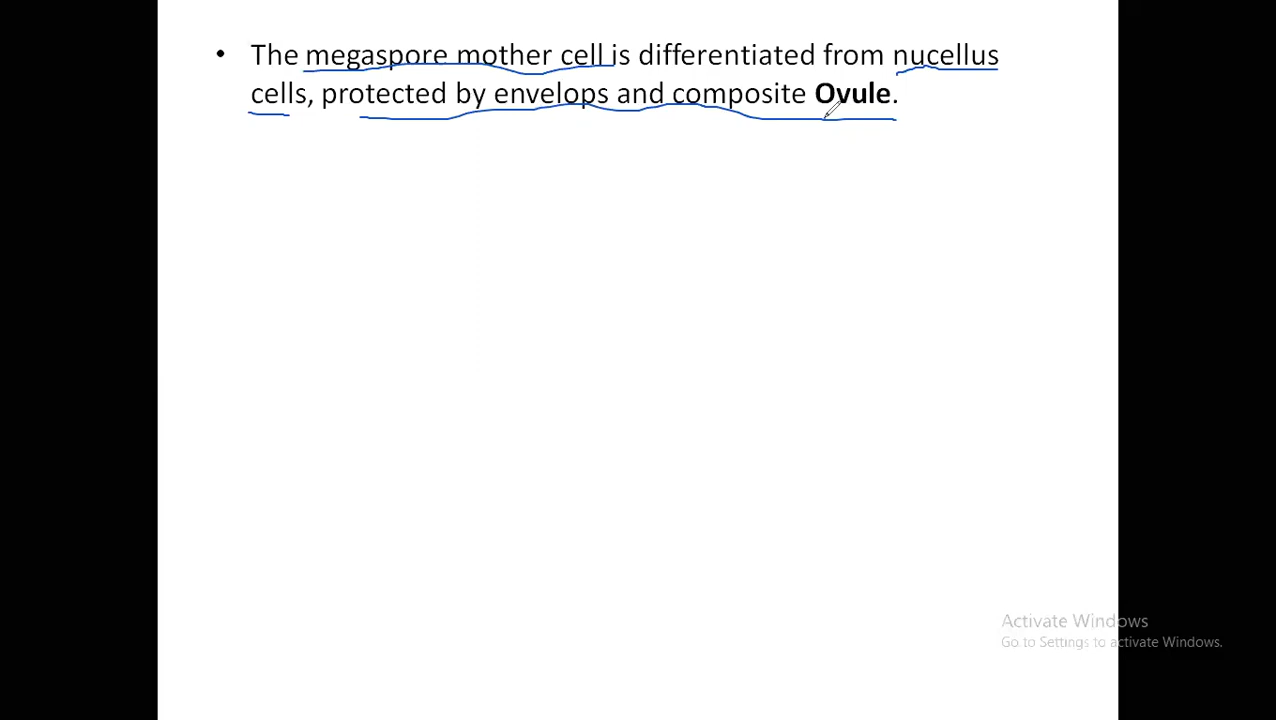 • The megaspore mother cell is differentiated from nucellus
cells, protected by envelops and composite Ovule.
Activate Windows
Go to Settings to activate Windows.